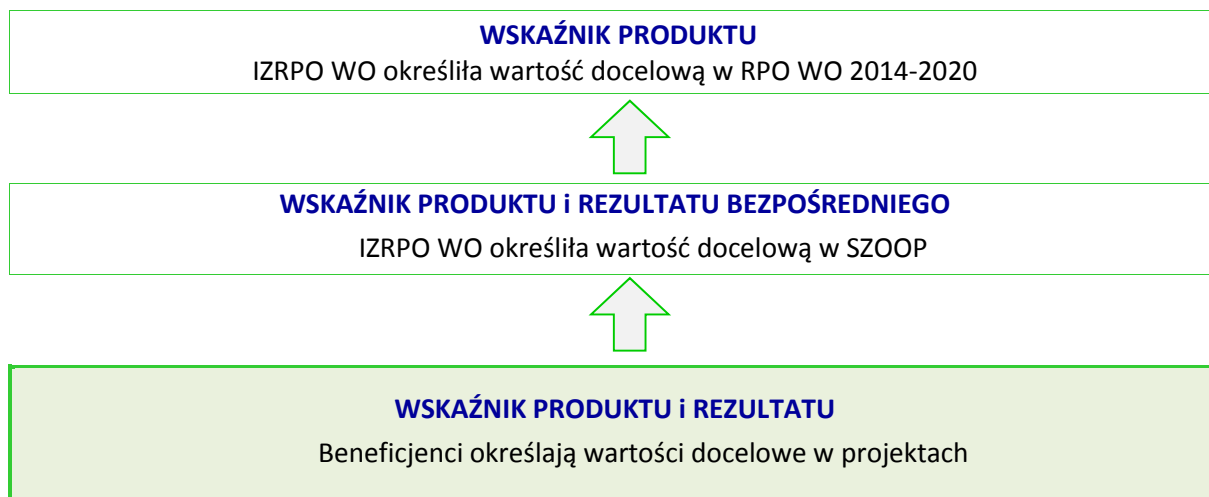 WSKAŹNIK PRODUKTU
IZRPO WO określiła wartość docelową w RPO WO 2014-2020
WSKAŹNIK PRODUKTU i REZULTATU BEZPOŚREDNIEGO
IZRPO WO określiła wartość docelową w SZOOP
WSKAŹNIK PRODUKTU i REZULTATU
Beneficjenci określają wartości docelowe w projektach